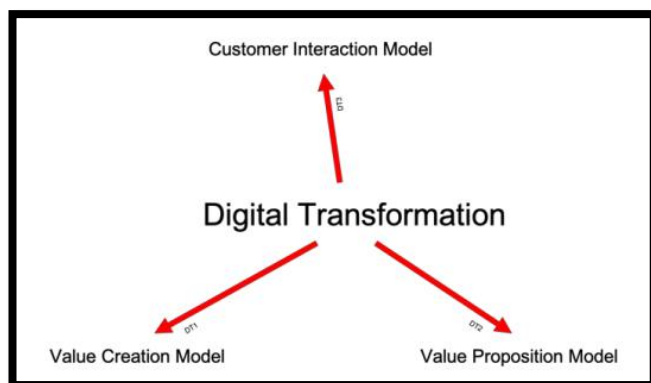 Customer Interaction Model
DT3
Digital Transformation
DT1
DT2
Value Creation Model
Value Proposition Model